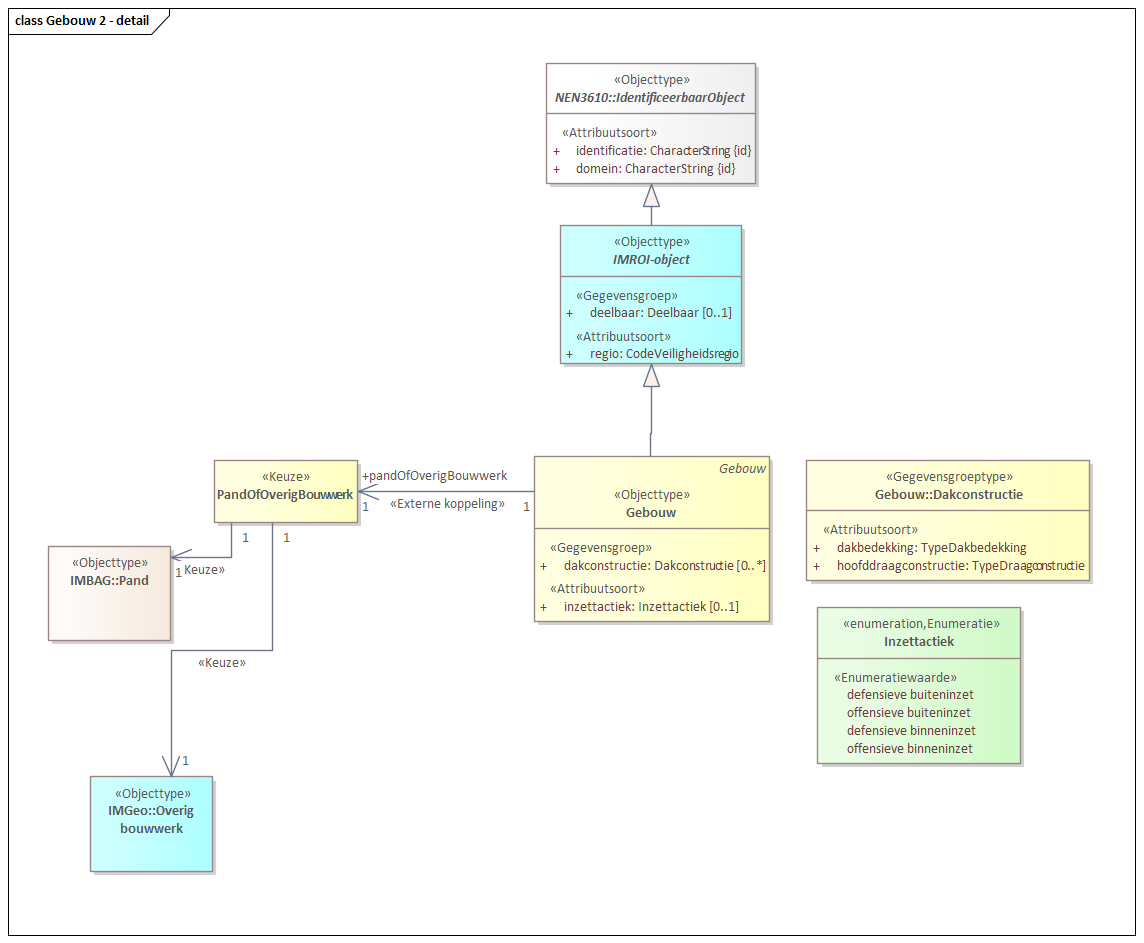 class Gebouw 2 - detail
«Objecttype»
NEN3610::IdentificeerbaarObject
«Attribuutsoort»
+ identificatie: CharacterString {id}
+ domein: CharacterString {id}
«Objecttype»
IMROI-object
«Gegevensgroep»
+ deelbaar: Deelbaar [0..1]
«Attribuutsoort»
+ regio: CodeVeiligheidsregio
«Keuze»
PandOfOverigBouwwerk
+pandOfOverigBouwwerk
«Externe koppeling»
1
1
Gebouw
«Objecttype»
Gebouw
«Gegevensgroep»
+ dakconstructie: Dakconstructie [0..*]
«Attribuutsoort»
+ inzettactiek: Inzettactiek [0..1]
«Gegevensgroeptype»
Gebouw::Dakconstructie
«Attribuutsoort»
+ dakbedekking: TypeDakbedekking
+ hoofddraagconstructie: TypeDraagconstructie
1
1
«Objecttype»
IMBAG::Pand
1
Keuze»
«Keuze»
1
«Objecttype»
IMGeo::Overig
bouwwerk
«enumeration,Enumeratie»
Inzettactiek
«Enumeratiewaarde»
defensieve buiteninzet
offensieve buiteninzet
defensieve binneninzet
offensieve binneninzet